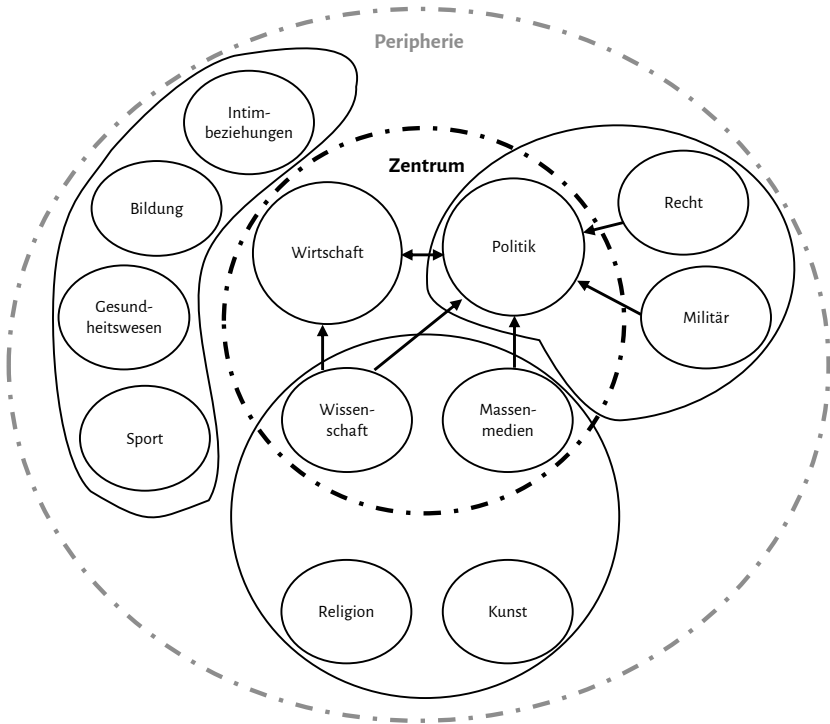 Peripherie
Intim-
beziehungen
Zentrum
Bildung
Recht
Wirtschaft
Politik
Gesund-
heitswesen
Militär
Wissen-
schaft
Massen-
medien
Sport
Religion
Kunst